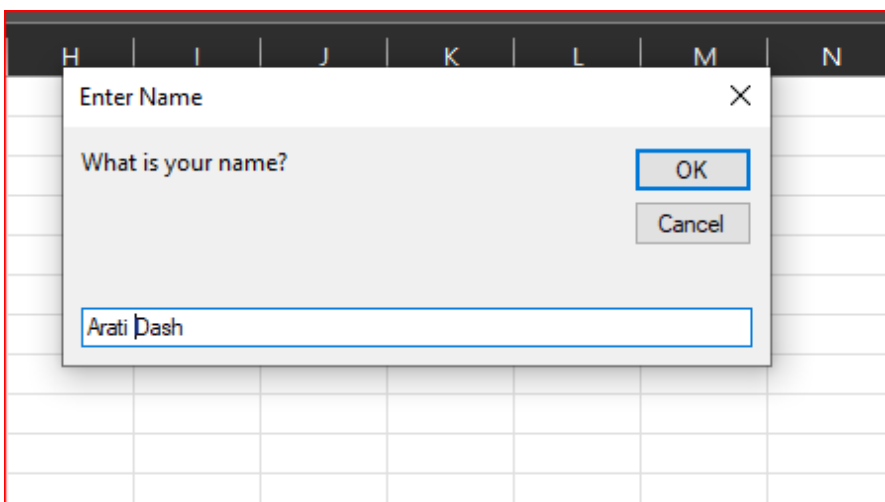 H I J K L M N
Enter Name
What is your name?
OK
Cancel
Arati Dash